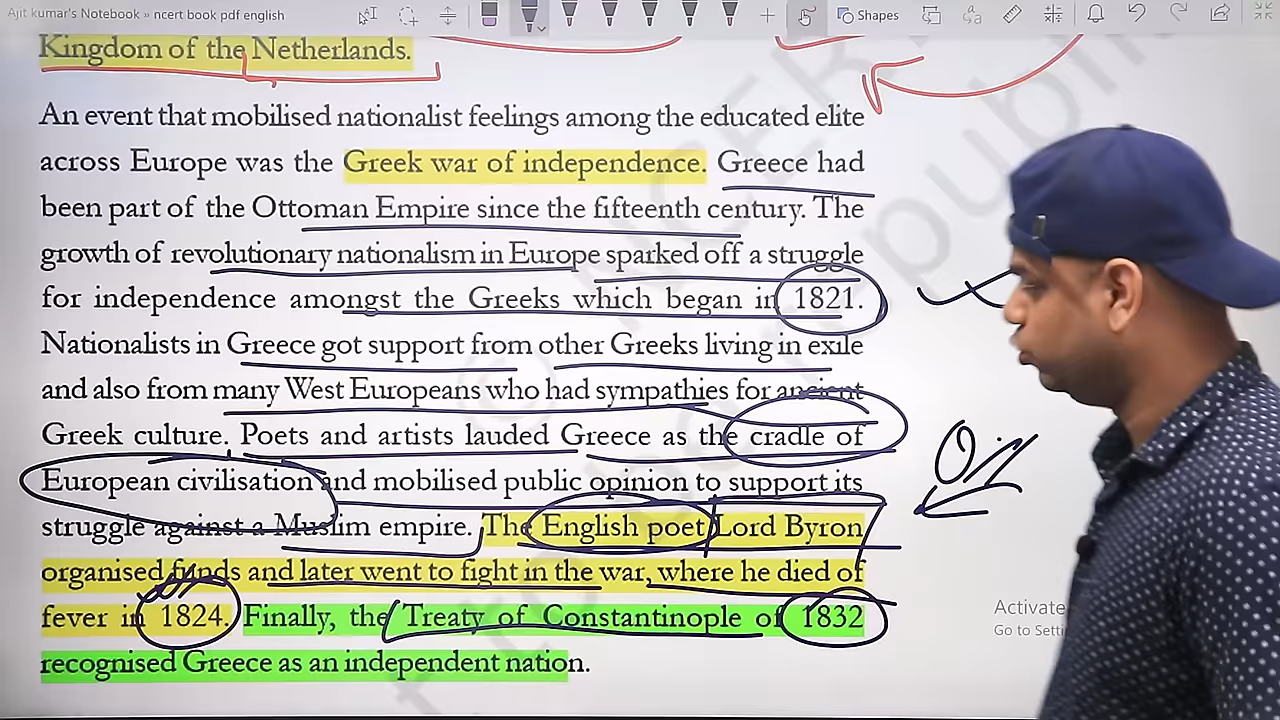 Ajit kumar's Notebook » ncert book pdf english
Shapes
Kingdom of the Netherlands.
An event that mobilised nationalist feelings among the educated elite
across Europe was the Greek war of independence. Greece had
been part of the Ottoman Empire since the fifteenth century. The
growth of revolutionary nationalism in Europe sparked off a struggle
for independence amongst the Greeks which began in 1821.
Nationalists in Greece got support from other Greeks living in exile
and also from many West Europeans who had sympathies for ancient
Greek culture. Poets and artists lauded Greece as the cradle of
European civilisation and mobilised public opinion to support its
struggle against a Muslim empire. The English poet Lord Byron
organised funds and later went to fight in the war, where he died of
fever in 1824. Finally, the Treaty of Constantinople of 1832
recognised Greece as an independent nation.
Activate
Go to Setti